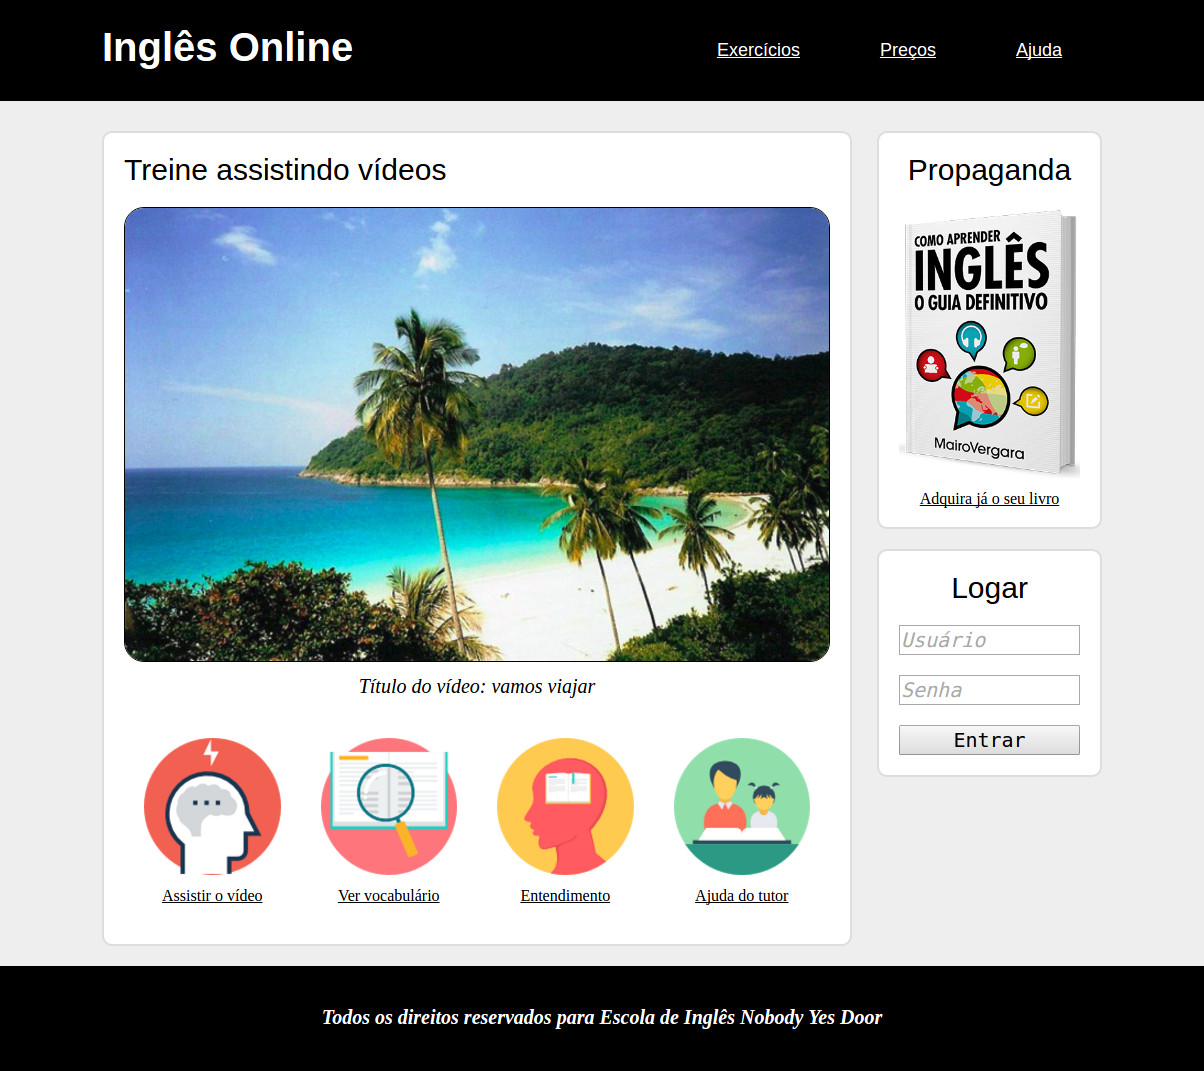 Inglês Online
Exercícios Preços Ajuda
Treine assistindo vídeos
Título do vídeo: vamos viajar
Assistir o vídeo
Ver vocabulário
Entendimento
Ajuda do tutor
Propaganda
COMO APRENDER
INGLÊS
O GUIA DEFINITIVO
MairoVergara
Adquira já o seu livro
Logar
Usuário
Senha
Entrar
Todos os direitos reservados para Escola de Inglês Nobody Yes Door